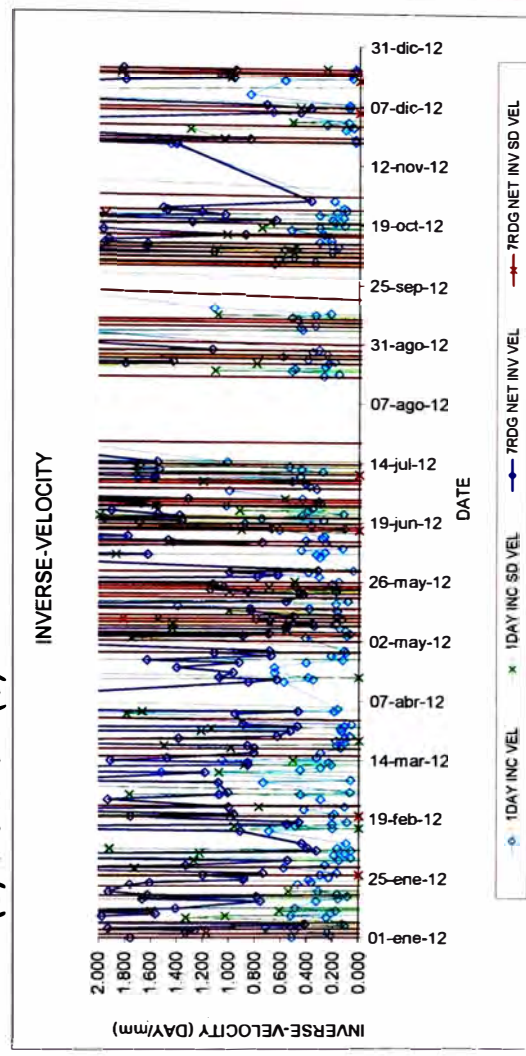 INVERSE-VELOCITY
INVERSE-VELOCITY (DAY/mm)
2.000
1.800
1.600
1.400
1.200
1.000
0.800
0.600
0.400
0.200
0.000
01-ene-12
25-ene-12
19-feb-12
14-mar-12
07-abr-12
02-may-12
26-may-12
19-jun-12
14-jul-12
07-ago-12
31-ago-12
25-sep-12
19-oct-12
12-nov-12
07-dic-12
31-dic-12
DATE
1DAY INC VEL
1DAY INC SD VEL
7RDG NET INV VEL
7RDG NET INV SD VEL